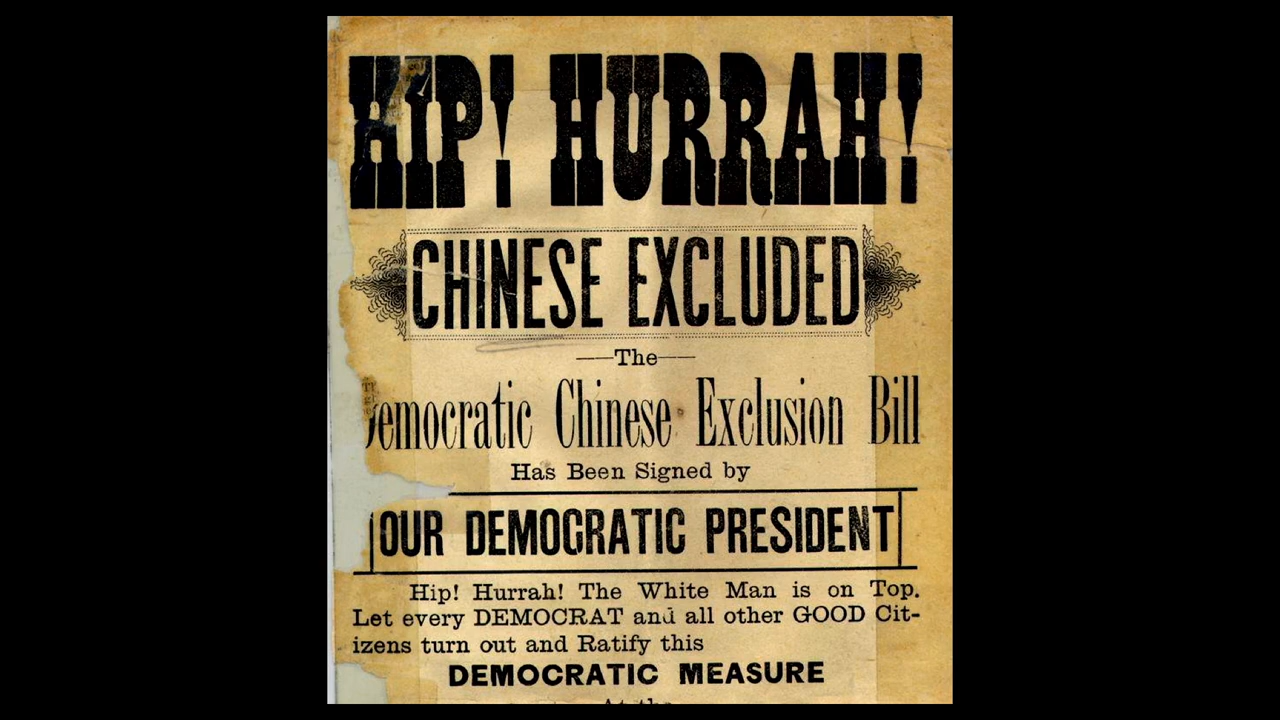 HIP! HURRAH!
CHINESE EXCLUDED
The
Democratic Chinese Exclusion Bill
Has Been Signed by
OUR DEMOCRATIC PRESIDENT
Hip! Hurrah! The White Man is on Top.
Let every DEMOCRAT and all other GOOD Cit-
izens turn out and Ratify this
DEMOCRATIC MEASURE
At the